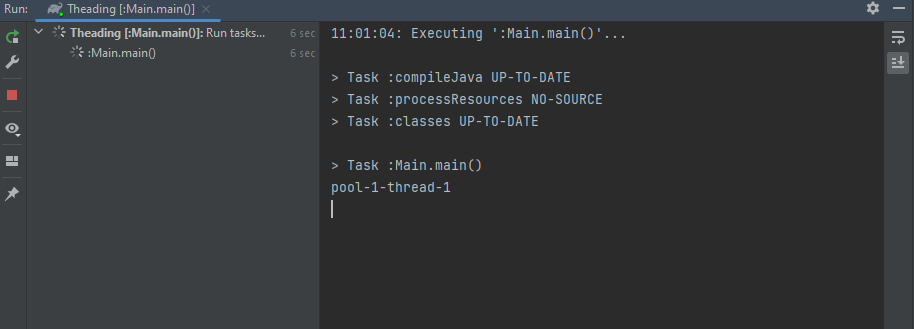 Run: Theading [:Main.main()] ×
Theading [:Main.main()]: Run tasks... 6 sec
:Main.main() 6 sec
11:01:04: Executing ':Main.main()'...
> Task :compileJava UP-TO-DATE
> Task :processResources NO-SOURCE
> Task :classes UP-TO-DATE
> Task :Main.main()
pool-1-thread-1